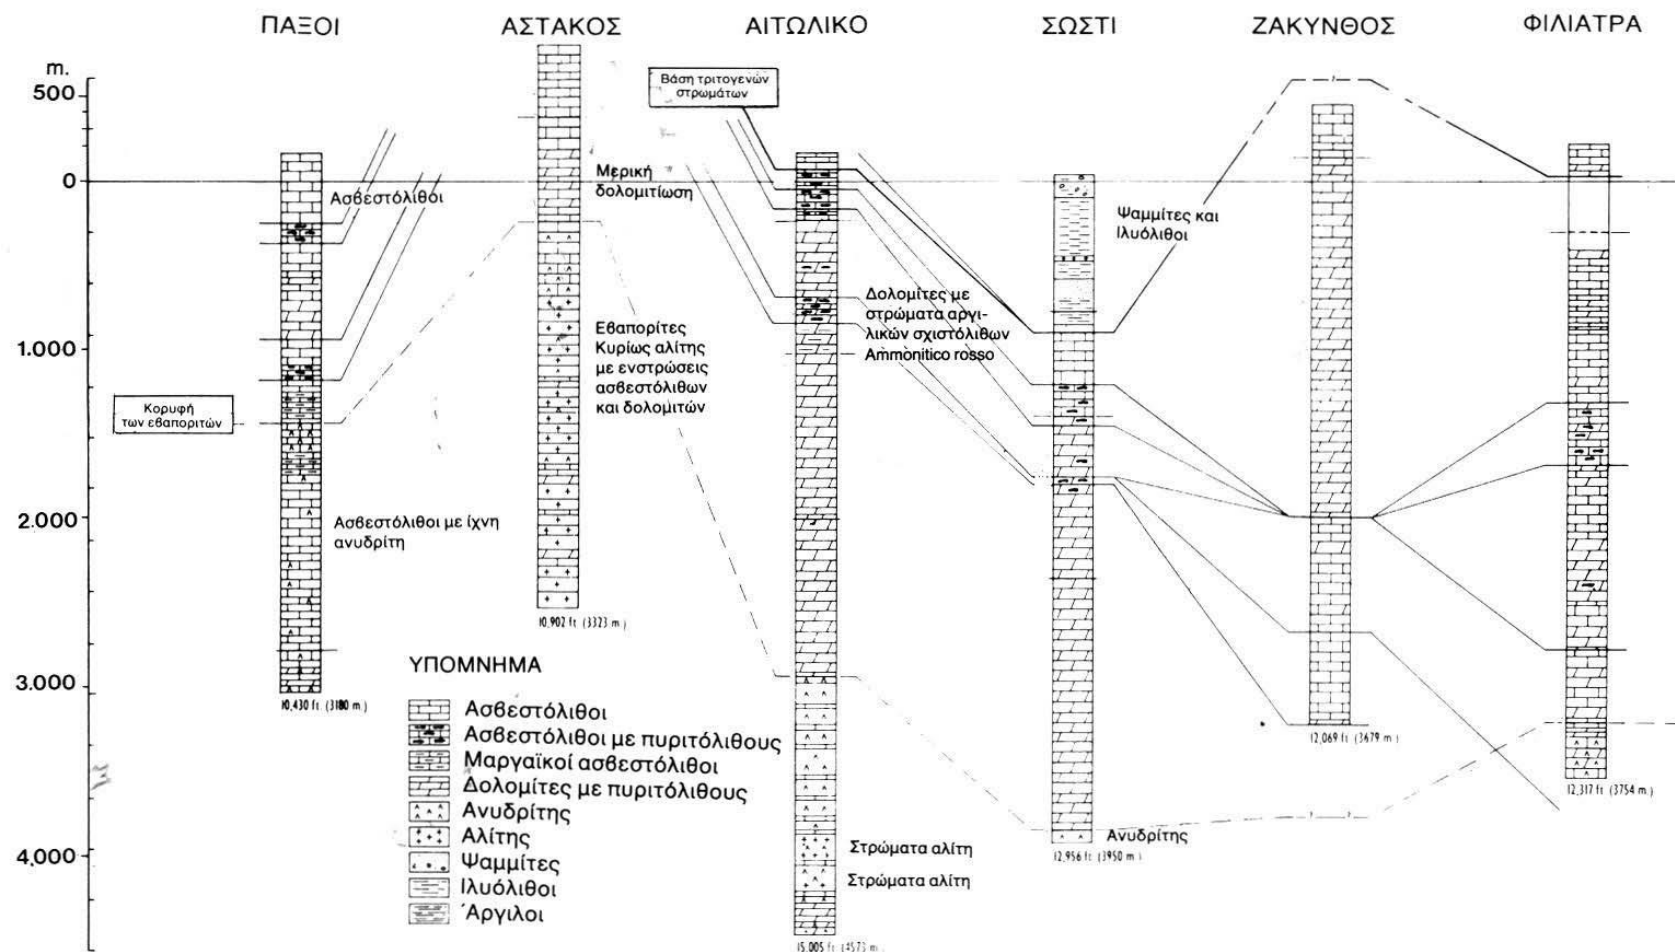 ΠΑΞΟΙ
ΑΣΤΑΚΟΣ
ΑΙΤΩΛΙΚΟ
ΣΩΣΤΙ
ΖΑΚΥΝΘΟΣ
ΦΙΛΙΑΤΡΑ
m.
500
0
1.000
2.000
3.000
4,000
Βάση τριτογενών
στρωμάτων
Ασβεστόλιθοι
Μερική
δολομιτίωση
Ψαμμίτες και
Ιλυόλιθοι
Δολομίτες με
στρώματα αργι-
λικών σχιστόλιθων
Ammonitico rosso
Εβαπορίτες
Κυρίως αλίτης
με ενστρώσεις
ασβεστόλιθων
και δολομιτών
Κορυφή
των εβαποριτών
Ασβεστόλιθοι με ίχνη
ανυδρίτη
10,430 ft. (3180 m.)
10,902 ft (3323 m.)
15,005 ft (4573 m.
12,956 ft (3950 m)
12,069 ft (3679 m)
12,317 ft (3754 m.)
Στρώματα αλίτη
Στρώματα αλίτη
Ανυδρίτης
ΥΠΟΜΝΗΜΑ
Ασβεστόλιθοι
Ασβεστόλιθοι με πυριτόλιθους
Μαργαϊκοί ασβεστόλιθοι
Δολομίτες με πυριτόλιθους
Ανυδρίτης
Αλίτης
Ψαμμίτες
Ιλυόλιθοι
Άργιλοι